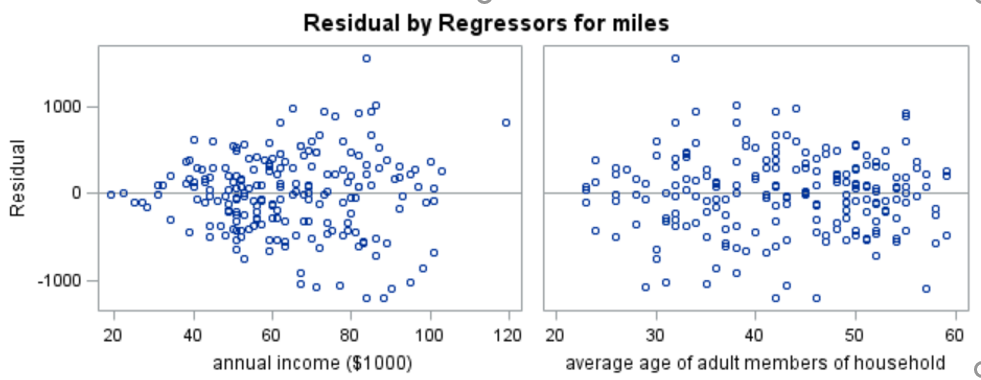 Residual by Regressors for miles
Residual
1000
0
-1000
20 40 60 80 100 120
annual income ($1000)
20 30 40 50 60
average age of adult members of household